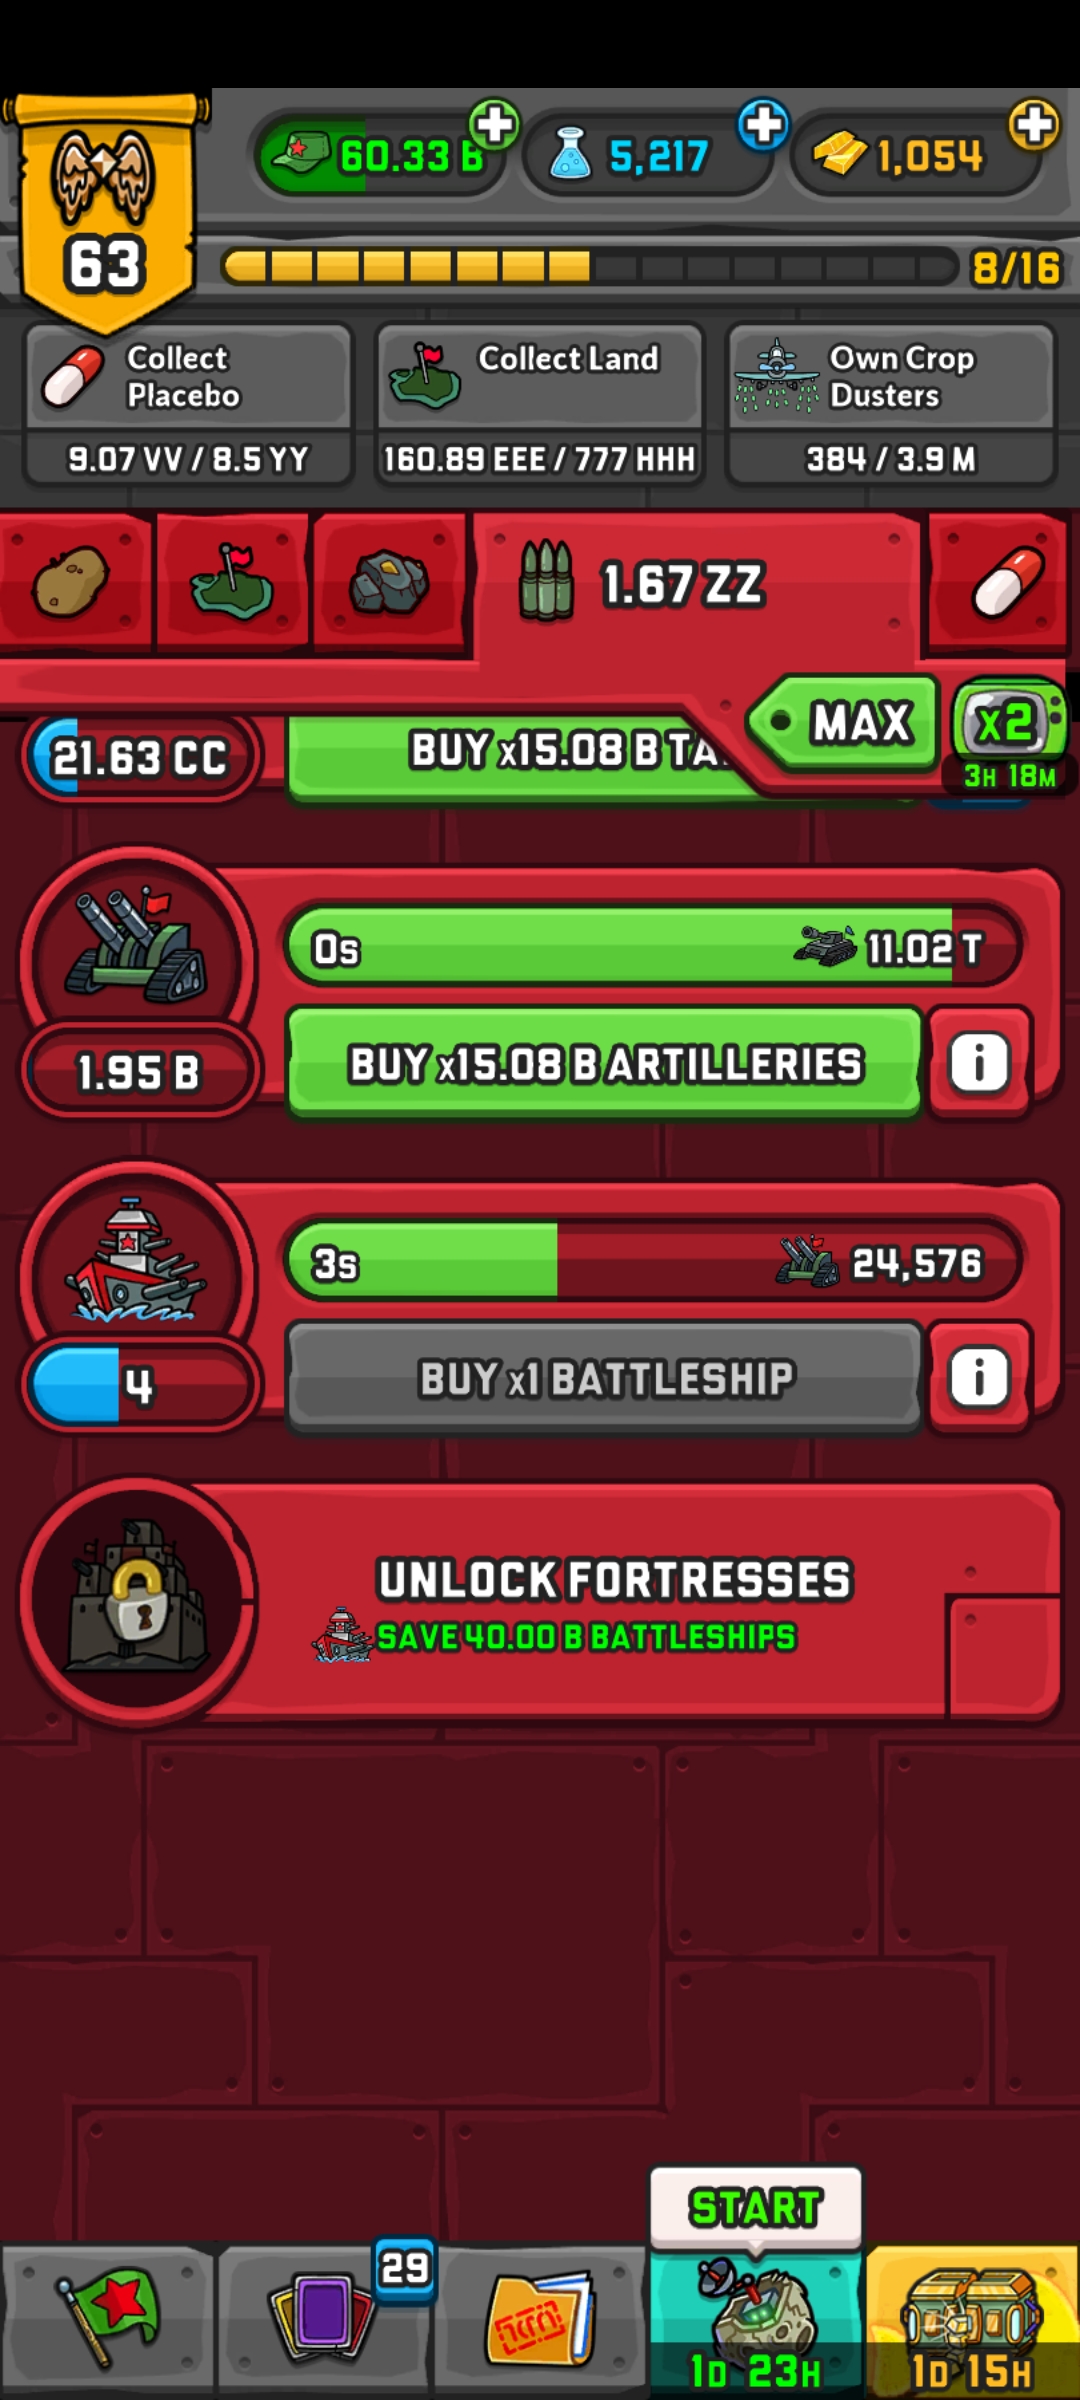 63
60.33 B
5,217
1,054
8/16
Collect
Placebo
9.07 VV / 8.5 YY
Collect Land
160.89 EEE / 777 HHH
Own Crop
Dusters
384 / 3.9 M
1.67 ZZ
MAX
x2
3H 18M
21.63 CC
BUY x15.08 B TA
0s
11.02 T
1.95 B
BUY x15.08 B ARTILLERIES
i
3s
24,576
4
BUY x1 BATTLESHIP
i
UNLOCK FORTRESSES
SAVE 40.00 B BATTLESHIPS
START
29
1D 23H
1D 15H